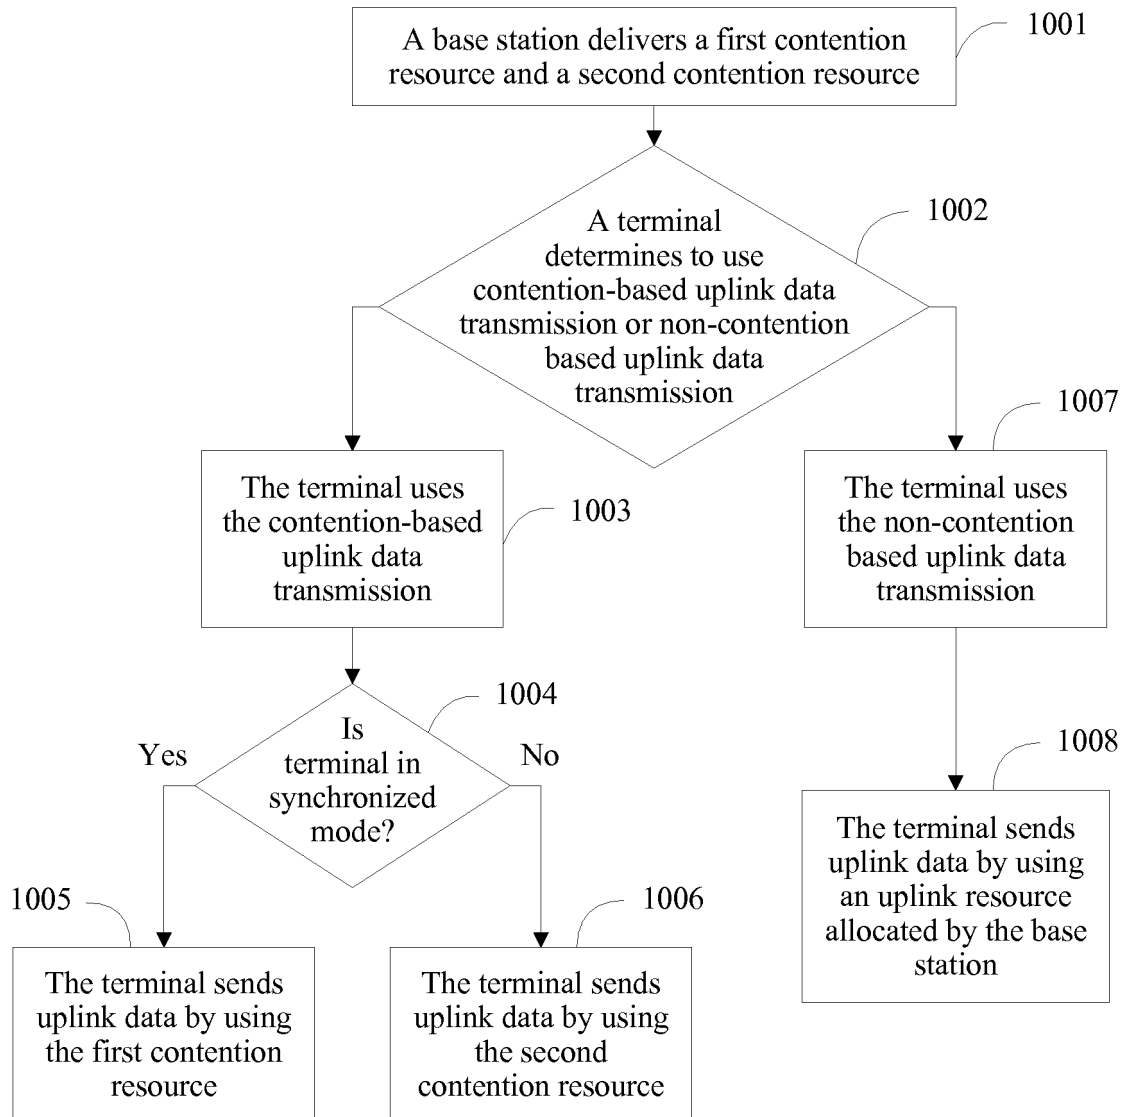 A base station delivers a first contention
resource and a second contention resource
1001
A terminal
determines to use
contention-based uplink data
transmission or non-contention
based uplink data
transmission
1002
The terminal uses
the contention-based
uplink data
transmission
1003
The terminal uses
the non-contention
based uplink data
transmission
1007
Is
terminal in
synchronized
mode?
1004
Yes
No
The terminal sends
uplink data by using
an uplink resource
allocated by the base
station
1008
1005
The terminal sends
uplink data by using
the first contention
resource
1006
The terminal sends
uplink data by using
the second
contention resource